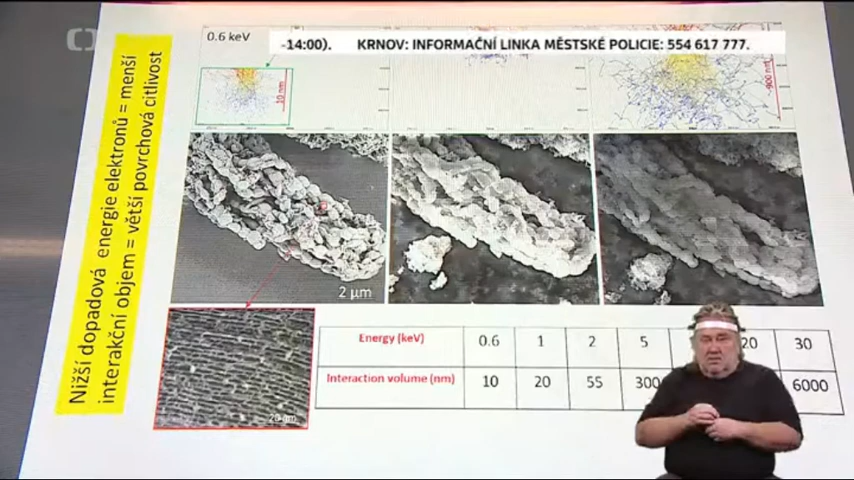 -14:00). KRNOV: INFORMAČNÍ LINKA MĚSTSKÉ POLICIE: 554 617 777.
0.6 keV
10 nm
~900 nm
Nižší dopadová energie elektronů = menší
interakční objem = větší povrchová citlivost
2 µm
Energy (keV) 0.6 1 2 5 20 30
Interaction volume (nm) 10 20 55 300 6000